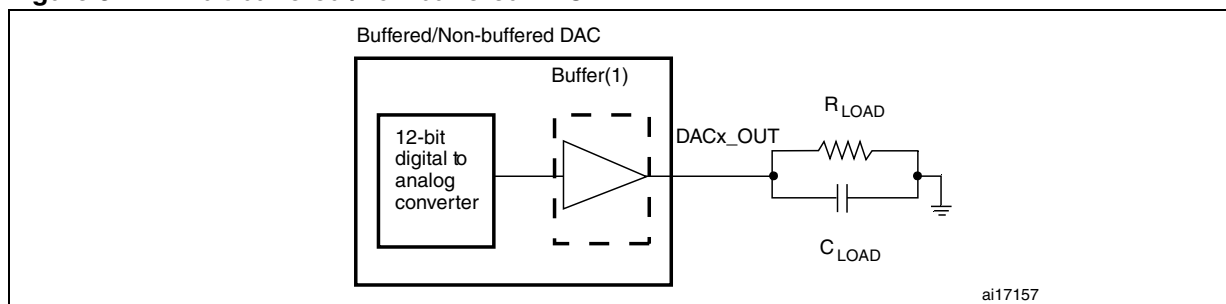 Buffered/Non-buffered DAC
Buffer(1)
12-bit
digital to
analog
converter
DACx_OUT
R LOAD
C LOAD
ai17157